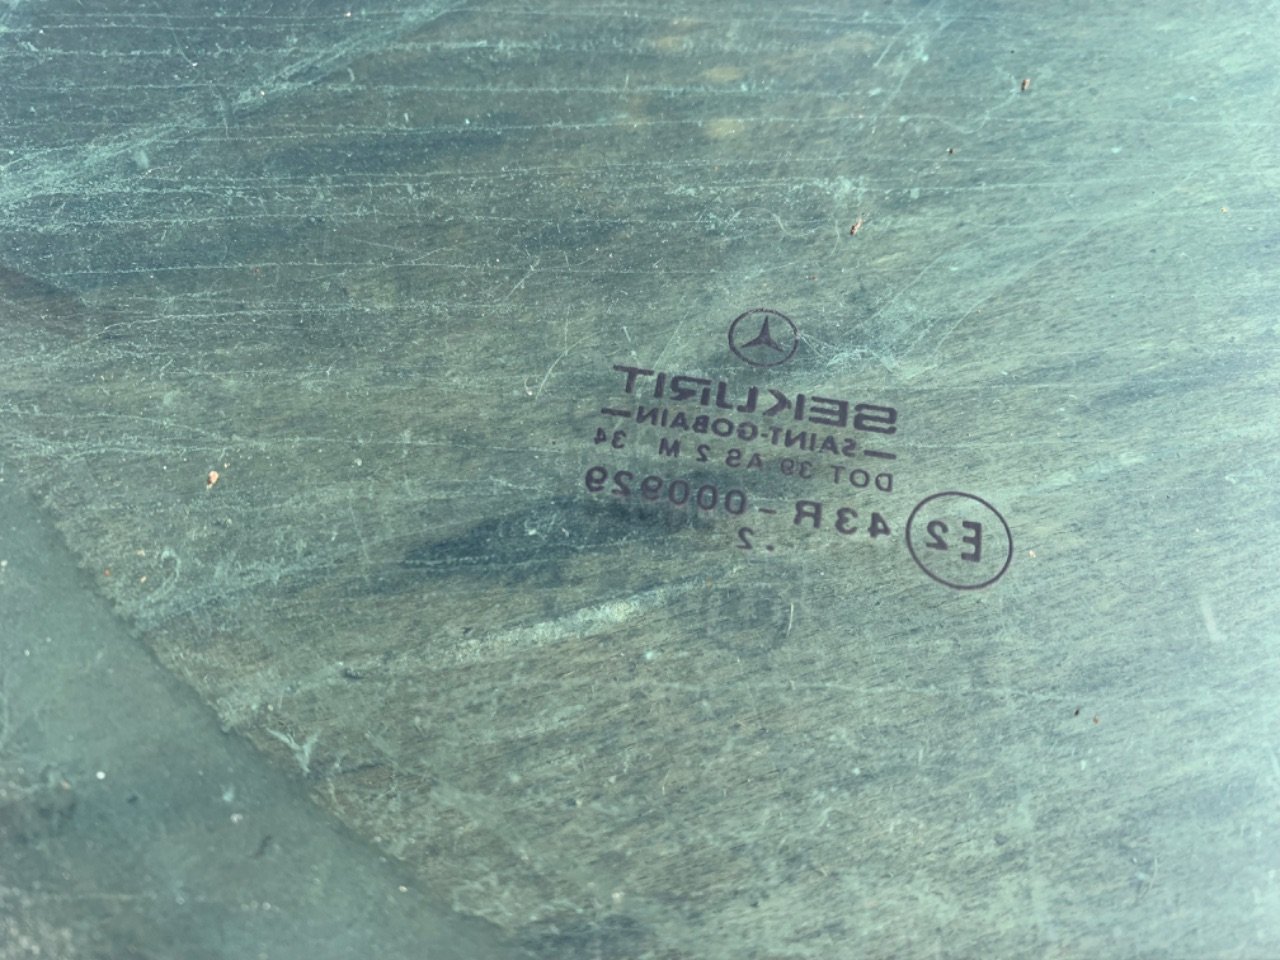 SEKURIT
SAINT-GOBAIN
DOT 39 AS 2 M 34
E2 43R-000929
.2